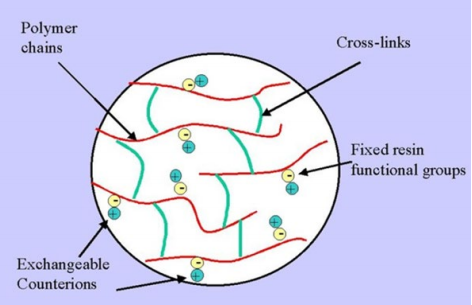 Polymer
chains
Cross-links
Fixed resin
functional groups
Exchangeable
Counterions
- +
- +
- +
- +
- +
- +
- +